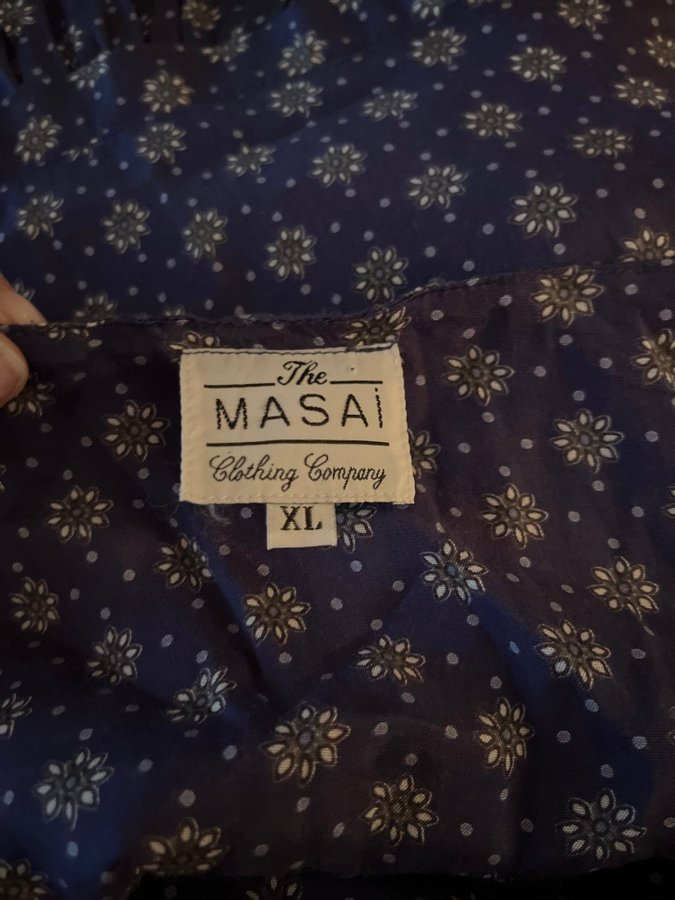 The
MASAi
Clothing Company
XL